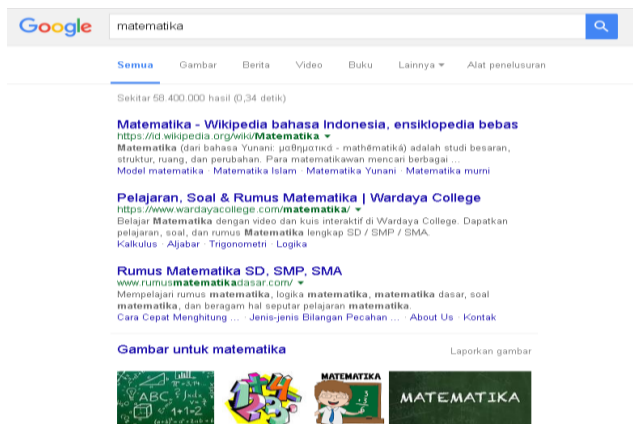 Google
matematika
Semua Gambar Berita Video Buku Lainnya Alat penelusuran
Sekitar 58.400.000 hasil (0,34 detik)
Matematika - Wikipedia bahasa Indonesia, ensiklopedia bebas
https://id.wikipedia.org/wiki/Matematika
Matematika (dari bahasa Yunani: μαθηματικά - mathēmatiká) adalah studi besaran,
struktur, ruang, dan perubahan. Para matematikawan mencari berbagai ...
Model matematika · Matematika Islam · Matematika Yunani · Matematika murni
Pelajaran, Soal & Rumus Matematika | Wardaya College
https://www.wardayacollege.com/matematika/
Belajar Matematika dengan video dan kuis interaktif di Wardaya College. Dapatkan
pelajaran, soal, dan rumus Matematika lengkap SD / SMP / SMA.
Kalkulus · Aljabar · Trigonometri · Logika
Rumus Matematika SD, SMP, SMA
www.rumusmatematikadasar.com/
Mempelajari rumus matematika, logika matematika, matematika dasar, soal
matematika, dan beragam hal seputar pelajaran matematika.
Cara Cepat Menghitung ... · Jenis-jenis Bilangan Pecahan ... · About Us · Kontak
Gambar untuk matematika Laporkan gambar
ABC
1+1=2
MATEMATIKA
MATEMATIKA